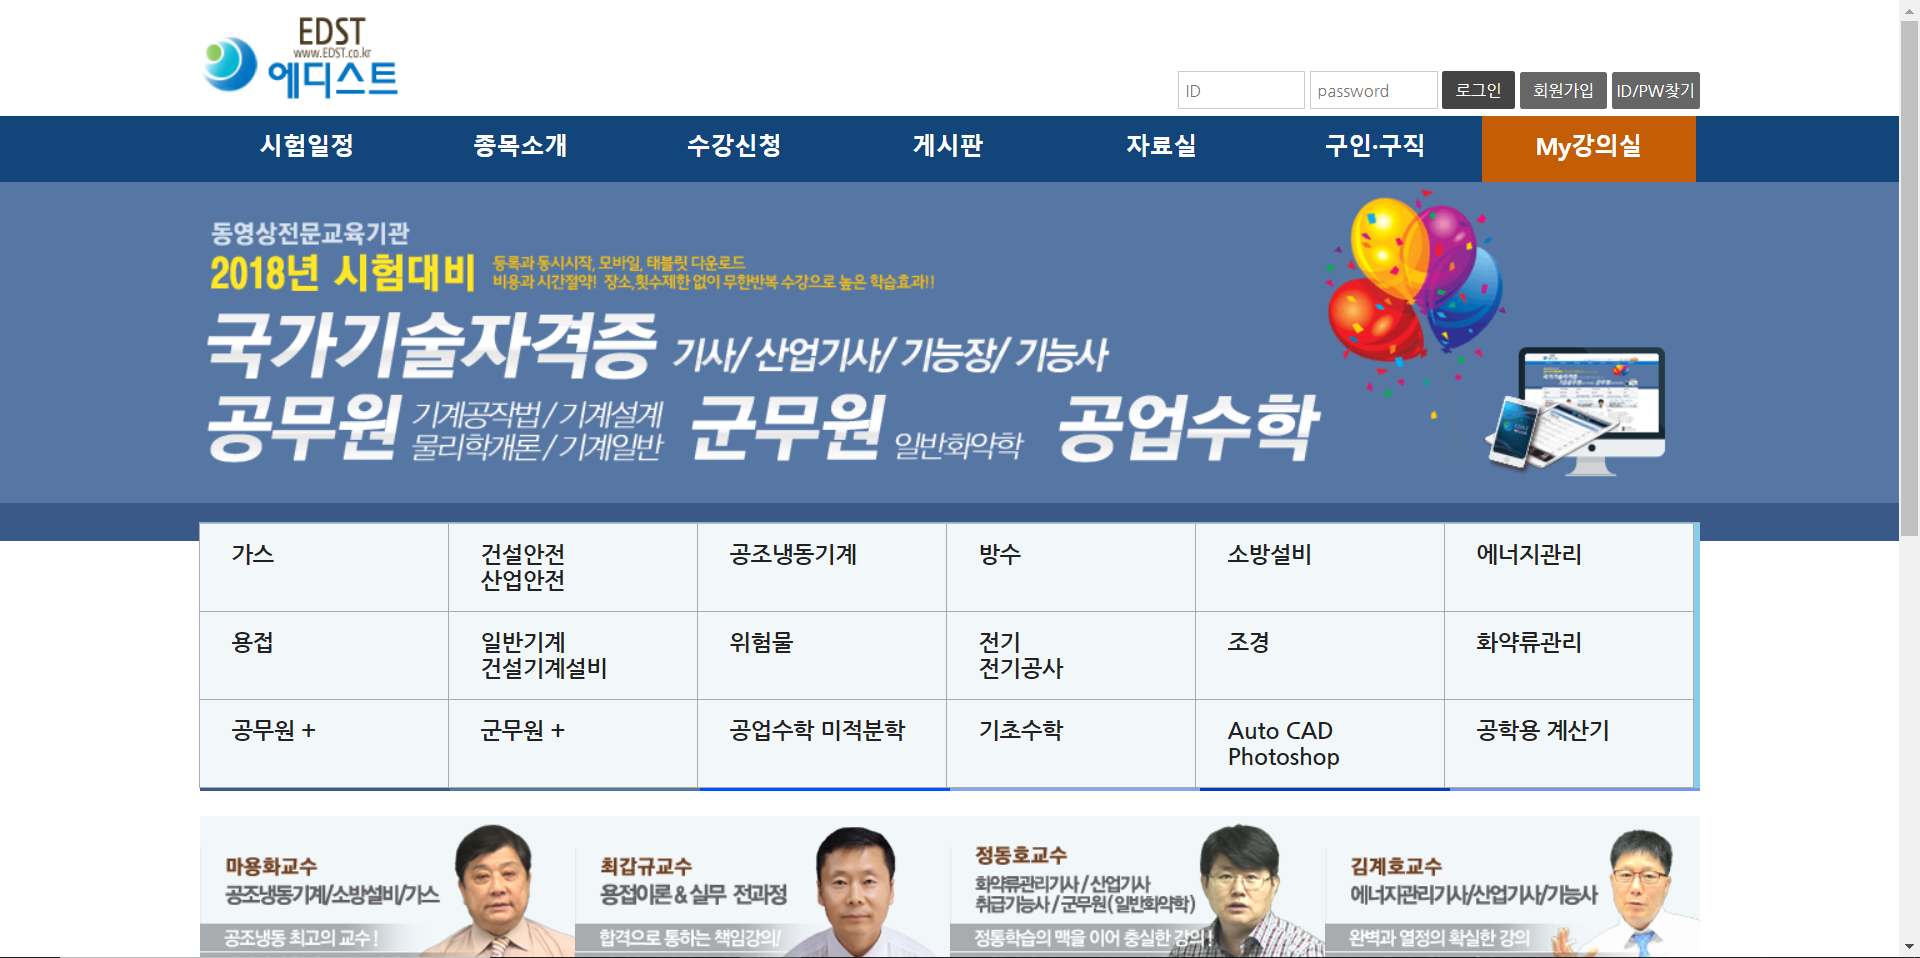 EDST
www.EDST.co.kr
에디스트
ID
password
로그인
회원가입
ID/PW찾기
시험일정
종목소개
수강신청
게시판
자료실
구인·구직
My강의실
동영상전문교육기관
2018년 시험대비
등록과 동시시작, 모바일, 태블릿 다운로드
비용과 시간절약! 장소,횟수제한 없이 무한반복 수강으로 높은 학습효과!!
국가기술자격증 기사/ 산업기사/ 기능장/ 기능사
공무원
기계공작법 / 기계설계
물리학개론 / 기계일반
군무원 일반화약학
공업수학
가스
건설안전
산업안전
공조냉동기계
방수
소방설비
에너지관리
용접
일반기계
건설기계설비
위험물
전기
전기공사
조경
화약류관리
공무원 +
군무원 +
공업수학 미적분학
기초수학
Auto CAD
Photoshop
공학용 계산기
마용화교수
공조냉동기계/소방설비/가스
공조냉동 최고의 교수 !
최갑규교수
용접이론 & 실무 전과정
합격으로 통하는 책임강의!
정동호교수
화약류관리기사 / 산업기사
취급기능사 / 군무원( 일반화약학)
정통학습의 맥을 이어 충실한 강의 !
김계호교수
에너지관리기사/산업기사/기능사
완벽과 열정의 확실한 강의